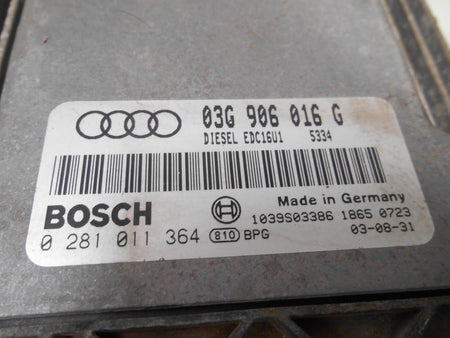 03G 906 016 G
DIESEL EDC16U1 5334
Made in Germany
BOSCH
1039S03386 1865 0723
0 281 011 364 810 BPG
03-08-31